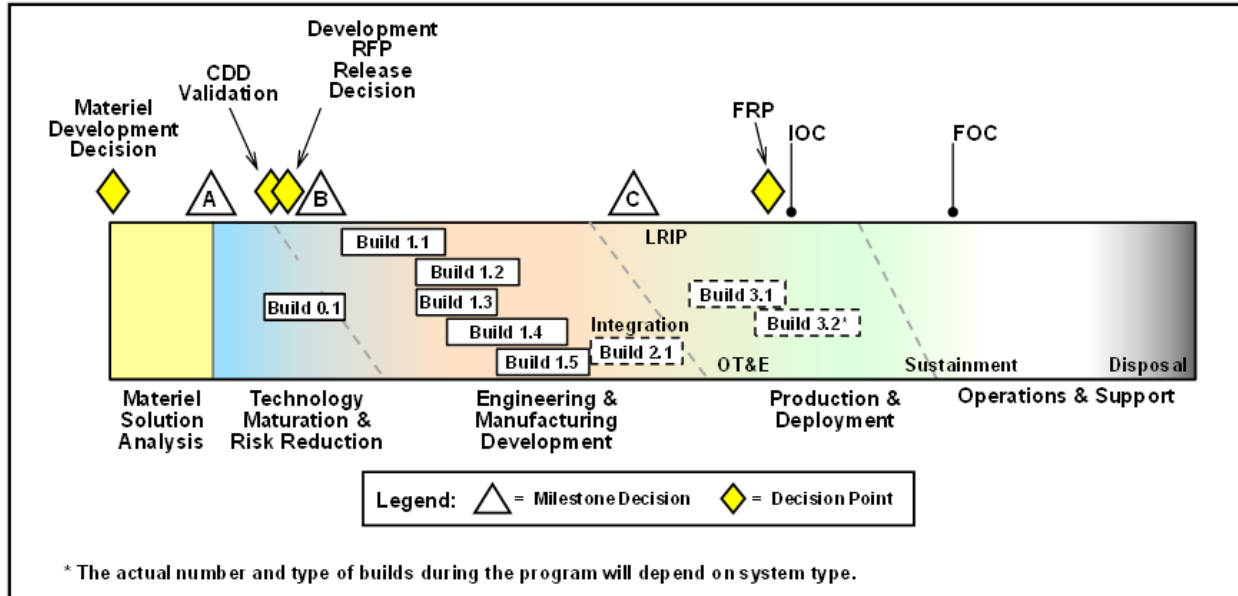 Development
RFP
Release
Decision
CDD
Validation
Materiel
Development
Decision
FRP
IOC
FOC
A
B
C
LRIP
Build 1.1
Build 1.2
Build 0.1
Build 1.3
Build 3.1
Build 1.4
Integration
Build 3.2*
Build 1.5
Build 2.1
OT&E
Sustainment
Disposal
Materiel
Solution
Analysis
Technology
Maturation &
Risk Reduction
Engineering &
Manufacturing
Development
Production &
Deployment
Operations & Support
Legend: = Milestone Decision = Decision Point
* The actual number and type of builds during the program will depend on system type.